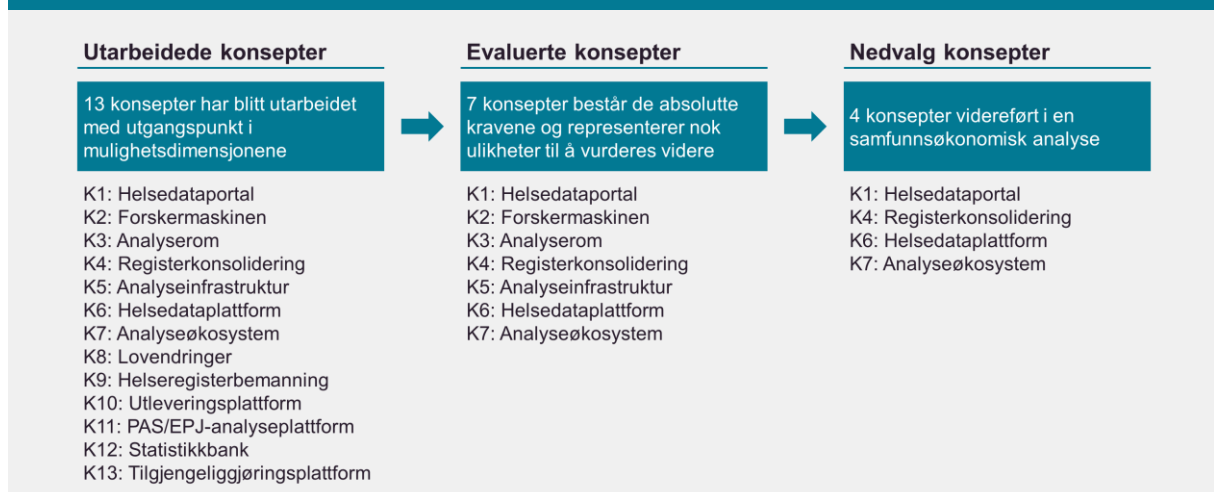 Utarbeidede konsepter
13 konsepter har blitt utarbeidet
med utgangspunkt i
mulighetsdimensjonene
K1: Helsedataportal
K2: Forskermaskinen
K3: Analyserom
K4: Registerkonsolidering
K5: Analyseinfrastruktur
K6: Helsedataplattform
K7: Analyseøkosystem
K8: Lovendringer
K9: Helseregisterbemanning
K10: Utleveringsplattform
K11: PAS/EPJ-analyseplattform
K12: Statistikkbank
K13: Tilgjengeliggjøringsplattform
Evaluerte konsepter
7 konsepter består de absolutte
kravene og representerer nok
ulikheter til å vurderes videre
K1: Helsedataportal
K2: Forskermaskinen
K3: Analyserom
K4: Registerkonsolidering
K5: Analyseinfrastruktur
K6: Helsedataplattform
K7: Analyseøkosystem
Nedvalg konsepter
4 konsepter videreført i en
samfunnsøkonomisk analyse
K1: Helsedataportal
K4: Registerkonsolidering
K6: Helsedataplattform
K7: Analyseøkosystem